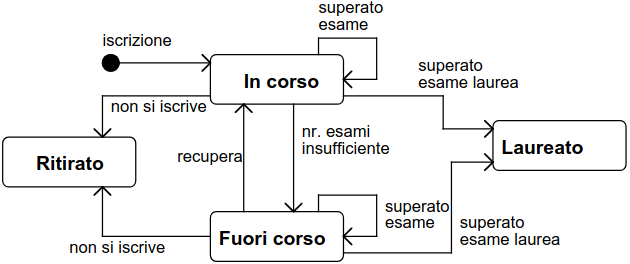 superato
esame
iscrizione
In corso
superato
esame laurea
non si iscrive
nr. esami
insufficiente
Ritirato
recupera
Laureato
superato
esame
Fuori corso
superato
esame laurea
non si iscrive